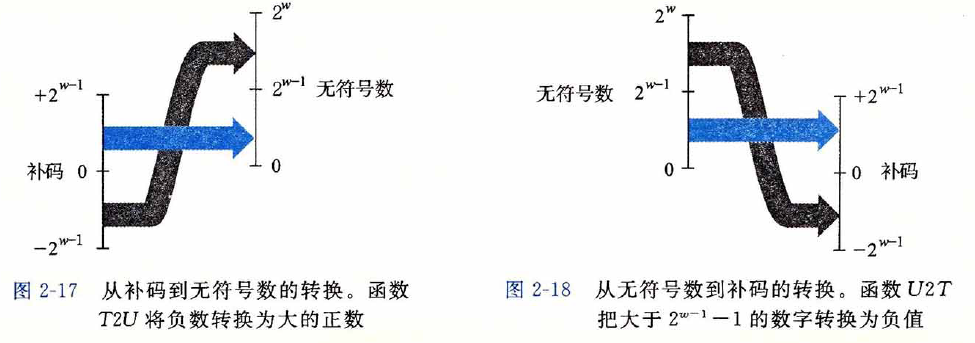 2^w
2^{w-1} 无符号数
+2^{w-1}
补码 0
0
-2^{w-1}
图 2-17 从补码到无符号数的转换。函数
T2U 将负数转换为大的正数
2^w
无符号数 2^{w-1}
+2^{w-1}
0
0 补码
-2^{w-1}
图 2-18 从无符号数到补码的转换。函数 U2T
把大于 2^{w-1}-1 的数字转换为负值